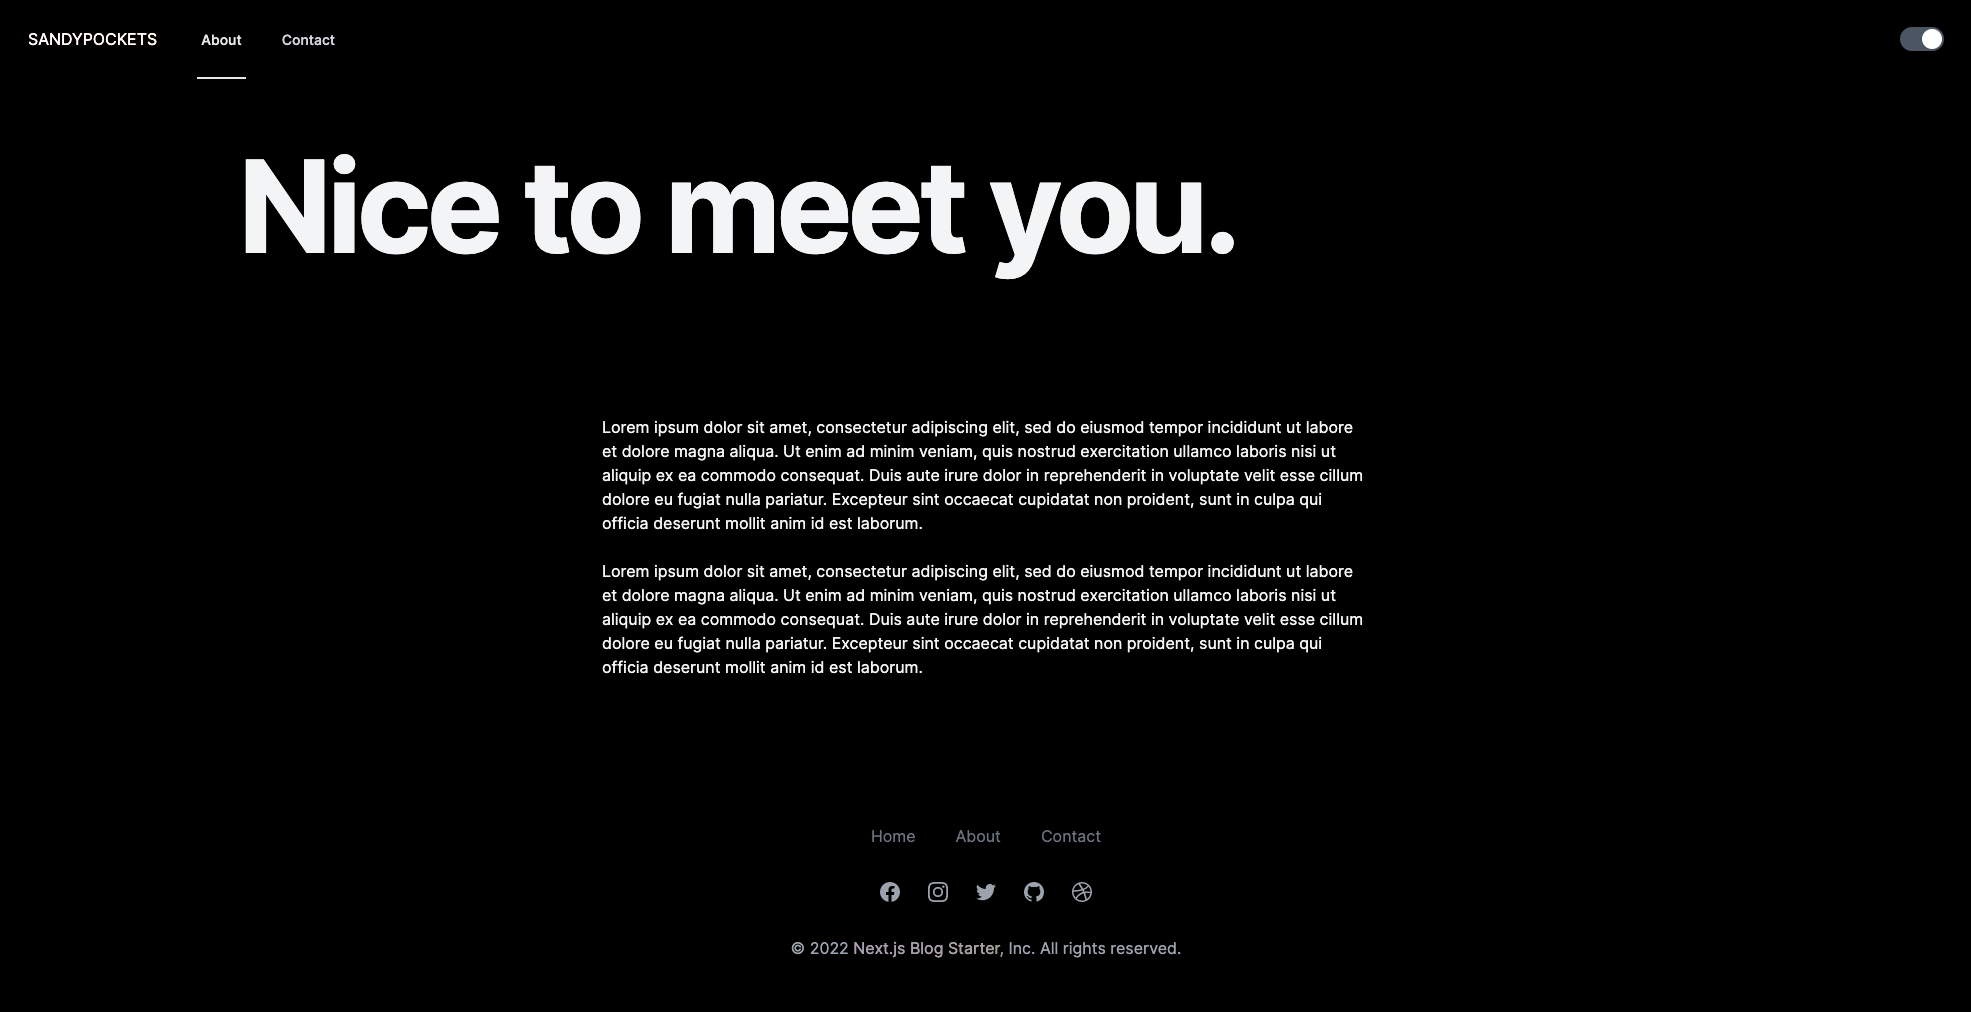 SANDYPOCKETS About Contact
Nice to meet you.
Lorem ipsum dolor sit amet, consectetur adipiscing elit, sed do eiusmod tempor incididunt ut labore
et dolore magna aliqua. Ut enim ad minim veniam, quis nostrud exercitation ullamco laboris nisi ut
aliquip ex ea commodo consequat. Duis aute irure dolor in reprehenderit in voluptate velit esse cillum
dolore eu fugiat nulla pariatur. Excepteur sint occaecat cupidatat non proident, sunt in culpa qui
officia deserunt mollit anim id est laborum.
Lorem ipsum dolor sit amet, consectetur adipiscing elit, sed do eiusmod tempor incididunt ut labore
et dolore magna aliqua. Ut enim ad minim veniam, quis nostrud exercitation ullamco laboris nisi ut
aliquip ex ea commodo consequat. Duis aute irure dolor in reprehenderit in voluptate velit esse cillum
dolore eu fugiat nulla pariatur. Excepteur sint occaecat cupidatat non proident, sunt in culpa qui
officia deserunt mollit anim id est laborum.
Home About Contact
© 2022 Next.js Blog Starter, Inc. All rights reserved.